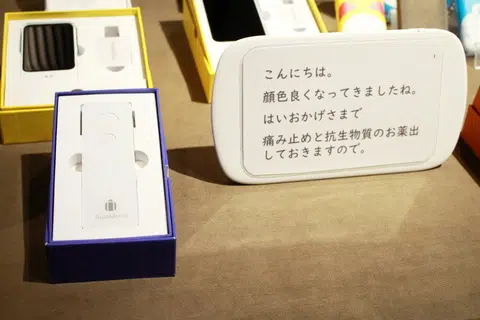 こんにちは。
顔色良くなってきましたね。
はいおかげさまで
痛み止めと抗生物質のお薬出
しておきますので。